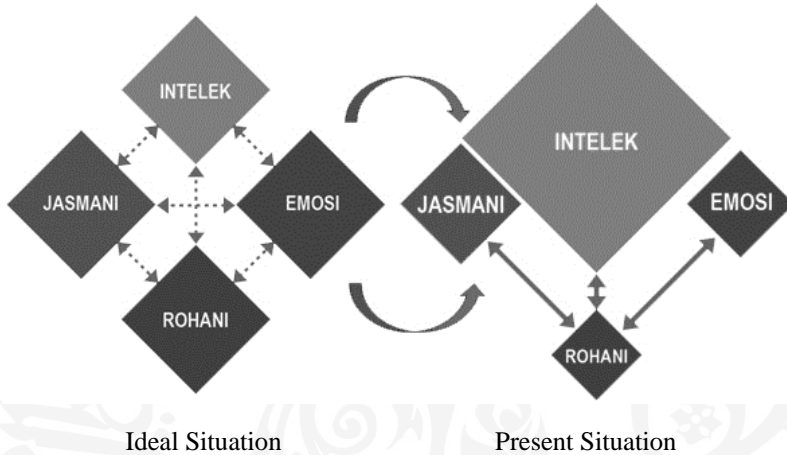 INTELEK
JASMANI
EMOSI
ROHANI
INTELEK
JASMANI
EMOSI
ROHANI
Ideal Situation
Present Situation